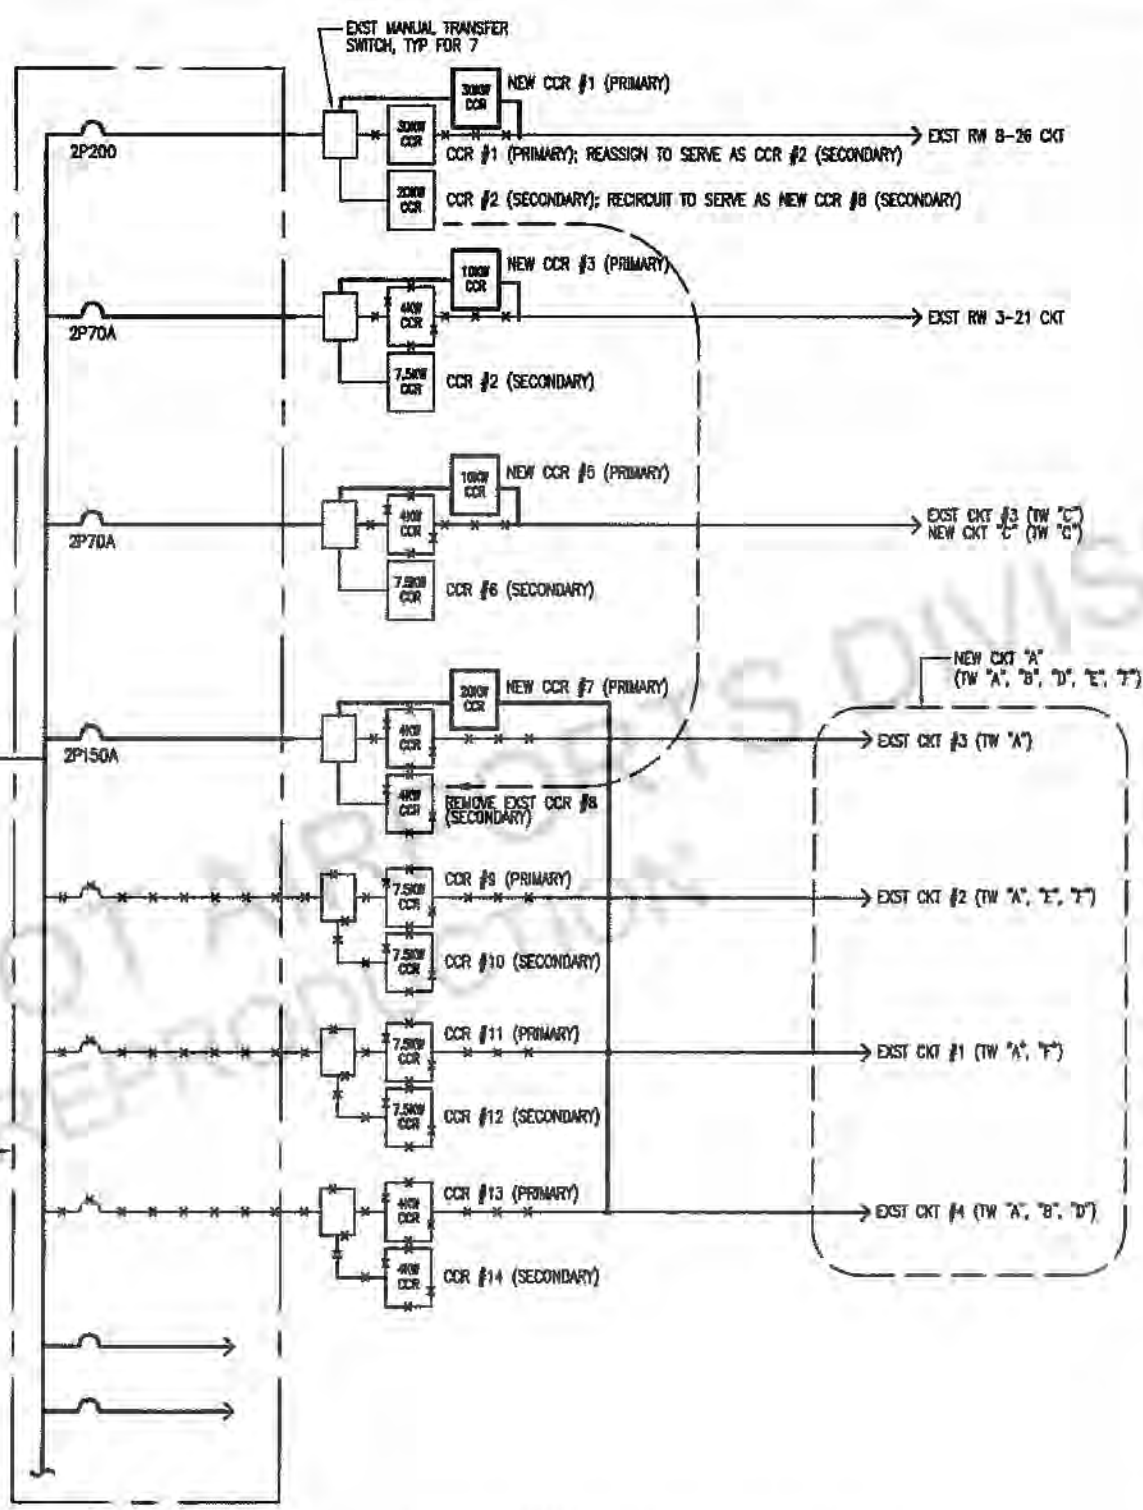 EXST MANUAL TRANSFER
SWITCH, TYP FOR 7
30KW
CCR
NEW CCR #1 (PRIMARY)
2P200
30KW
CCR
EXST RW 8-26 CKT
CCR #1 (PRIMARY); REASSIGN TO SERVE AS CCR #2 (SECONDARY)
20KW
CCR
CCR #2 (SECONDARY); RECIRCUIT TO SERVE AS NEW CCR #8 (SECONDARY)
10KW
CCR
NEW CCR #3 (PRIMARY)
2P70A
4KW
CCR
EXST RW 3-21 CKT
7.5KW
CCR
CCR #2 (SECONDARY)
10KW
CCR
NEW CCR #5 (PRIMARY)
2P70A
4KW
CCR
EXST CKT #3 (TW "C")
NEW CKT "C" (TW "C")
7.5KW
CCR
CCR #6 (SECONDARY)
NEW CKT "A"
(TW "A", "B", "D", "E", "F")
20KW
CCR
NEW CCR #7 (PRIMARY)
2P150A
4KW
CCR
EXST CKT #3 (TW "A")
4KW
CCR
REMOVE EXST CCR #8
(SECONDARY)
7.5KW
CCR
CCR #9 (PRIMARY)
EXST CKT #2 (TW "A", "E", "F")
7.5KW
CCR
CCR #10 (SECONDARY)
7.5KW
CCR
CCR #11 (PRIMARY)
EXST CKT #1 (TW "A", "F")
7.5KW
CCR
CCR #12 (SECONDARY)
4KW
CCR
CCR #13 (PRIMARY)
EXST CKT #4 (TW "A", "B", "D")
4KW
CCR
CCR #14 (SECONDARY)
OT AIRPORTS DIVIS
REPRODUCTION